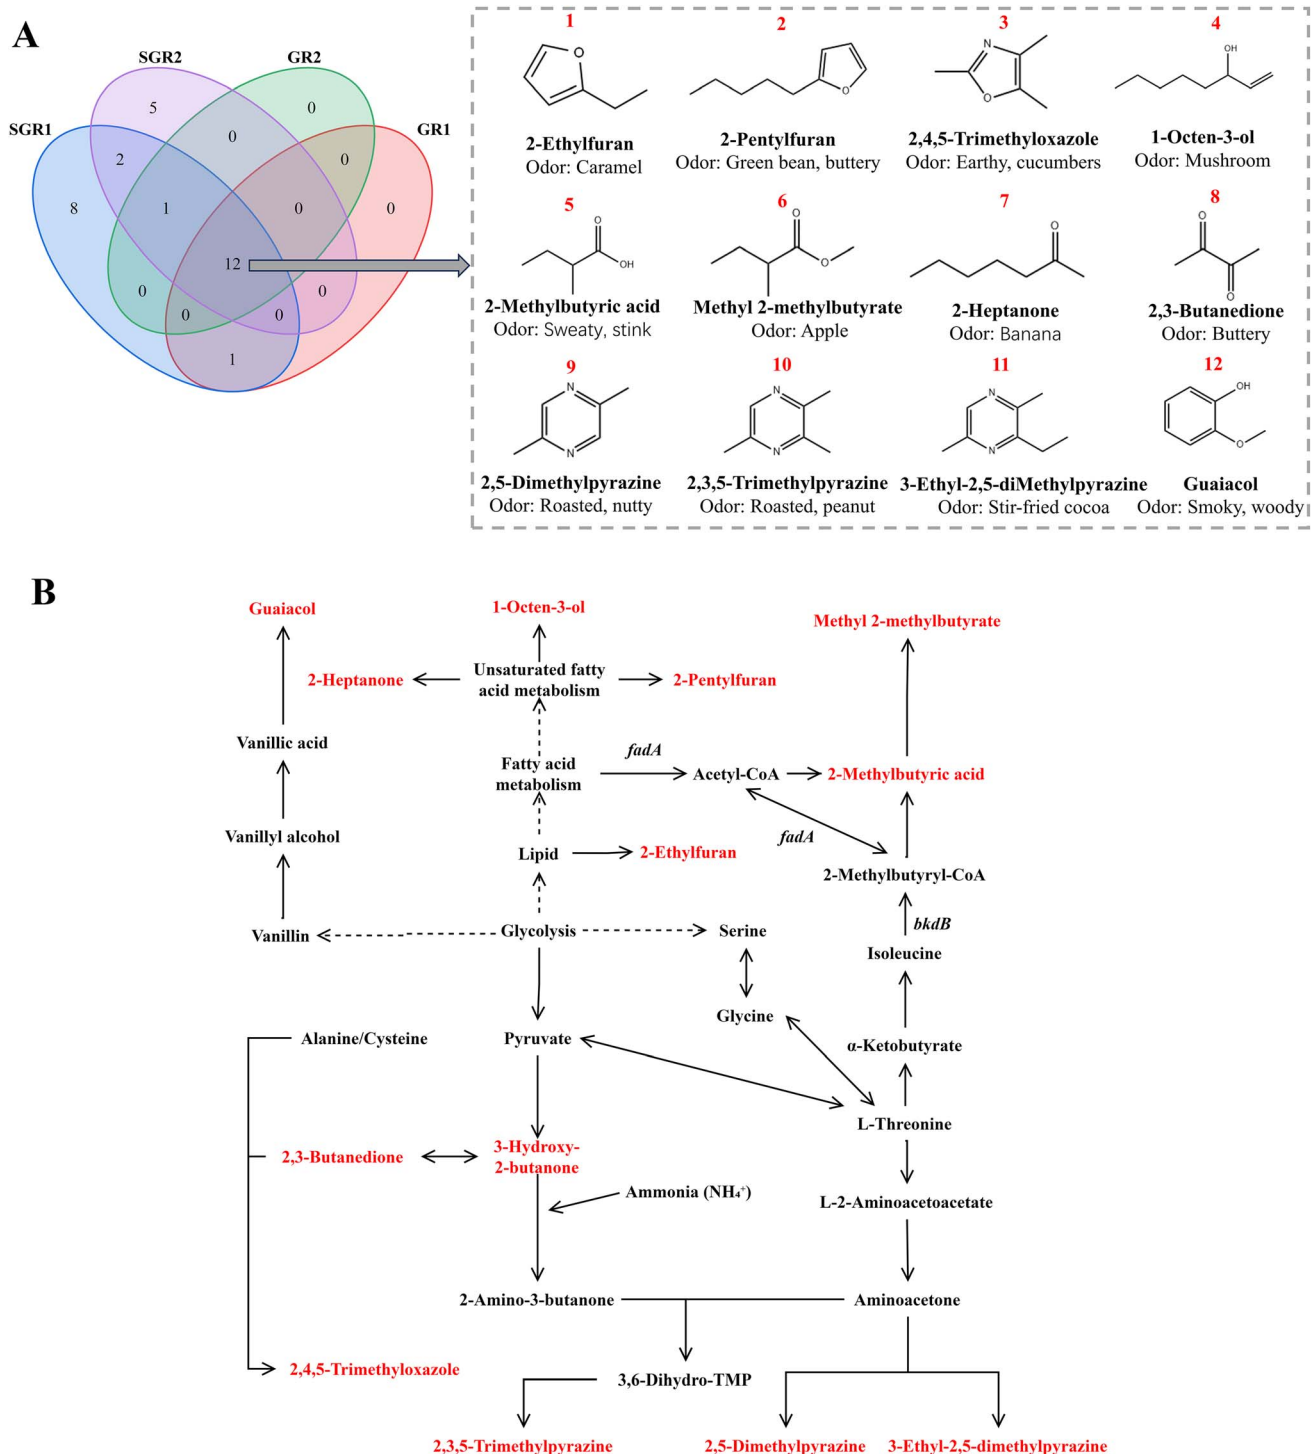 A
SGR2
GR2
SGR1
GR1
5
0
0
2
0
8
1
0
0
12
0
0
0
0
1
1
2
3
4
O
O
N
O
OH
2-Ethylfuran
2-Pentylfuran
2,4,5-Trimethyloxazole
1-Octen-3-ol
Odor: Caramel
Odor: Green bean, buttery
Odor: Earthy, cucumbers
Odor: Mushroom
5
6
7
8
O
OH
O
O
O
O
O
2-Methylbutyric acid
Methyl 2-methylbutyrate
2-Heptanone
2,3-Butanedione
Odor: Sweaty, stink
Odor: Apple
Odor: Banana
Odor: Buttery
9
10
11
12
N
N
N
N
N
N
OH
O
2,5-Dimethylpyrazine
2,3,5-Trimethylpyrazine
3-Ethyl-2,5-diMethylpyrazine
Guaiacol
Odor: Roasted, nutty
Odor: Roasted, peanut
Odor: Stir-fried cocoa
Odor: Smoky, woody
B
Guaiacol
1-Octen-3-ol
Methyl 2-methylbutyrate
2-Heptanone
Unsaturated fatty
acid metabolism
2-Pentylfuran
Vanillic acid
fadA
Fatty acid
metabolism
Acetyl-CoA
2-Methylbutyric acid
Vanillyl alcohol
fadA
Lipid
2-Ethylfuran
2-Methylbutyryl-CoA
bkdB
Vanillin
Glycolysis
Serine
Isoleucine
Glycine
Alanine/Cysteine
Pyruvate
α-Ketobutyrate
L-Threonine
2,3-Butanedione
3-Hydroxy-
2-butanone
Ammonia (NH₄⁺)
L-2-Aminoacetoacetate
2-Amino-3-butanone
Aminoacetone
2,4,5-Trimethyloxazole
3,6-Dihydro-TMP
2,3,5-Trimethylpyrazine
2,5-Dimethylpyrazine
3-Ethyl-2,5-dimethylpyrazine